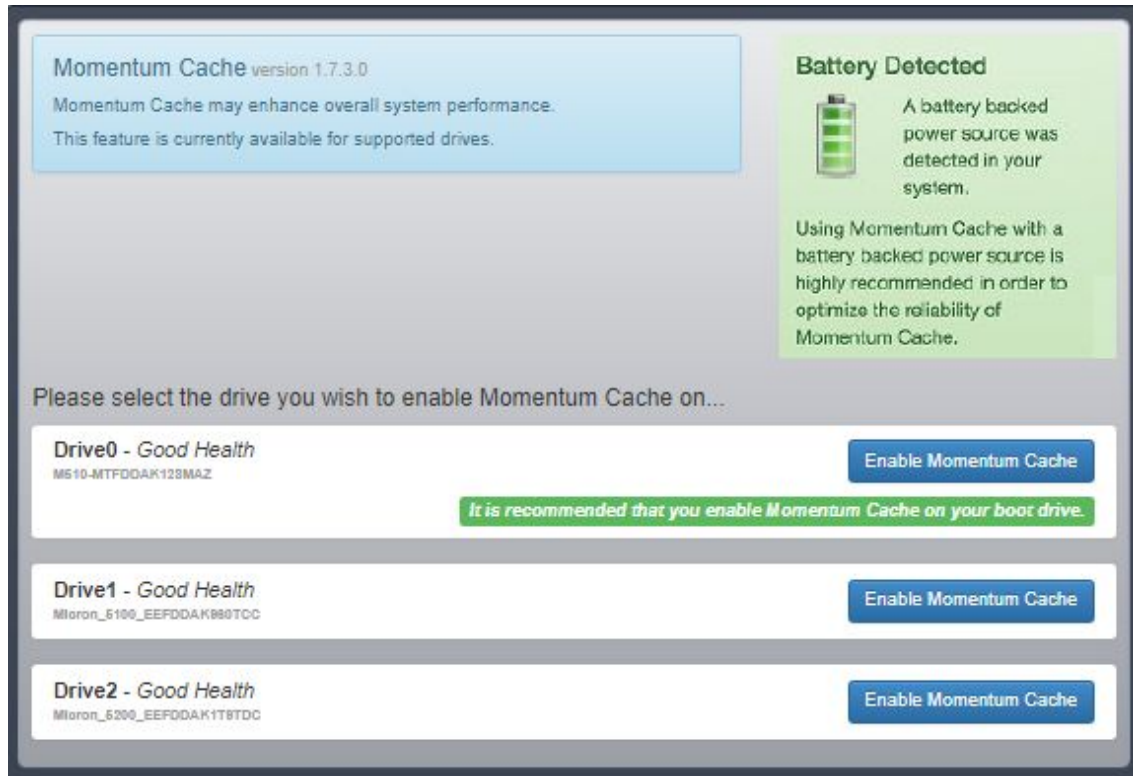 Momentum Cache version 1.7.3.0
Momentum Cache may enhance overall system performance.
This feature is currently available for supported drives.
Battery Detected
A battery backed
power source was
detected in your
system.
Using Momentum Cache with a
battery backed power source is
highly recommended in order to
optimize the reliability of
Momentum Cache.
Please select the drive you wish to enable Momentum Cache on...
Drive0 - Good Health
Enable Momentum Cache
M510-MTFDDAK128MAZ
It is recommended that you enable Momentum Cache on your boot drive.
Drive1 - Good Health
Enable Momentum Cache
Micron_5100_EEFDDAK960TCC
Drive2 - Good Health
Enable Momentum Cache
Micron_5200_EEFDDAK1T9TDC